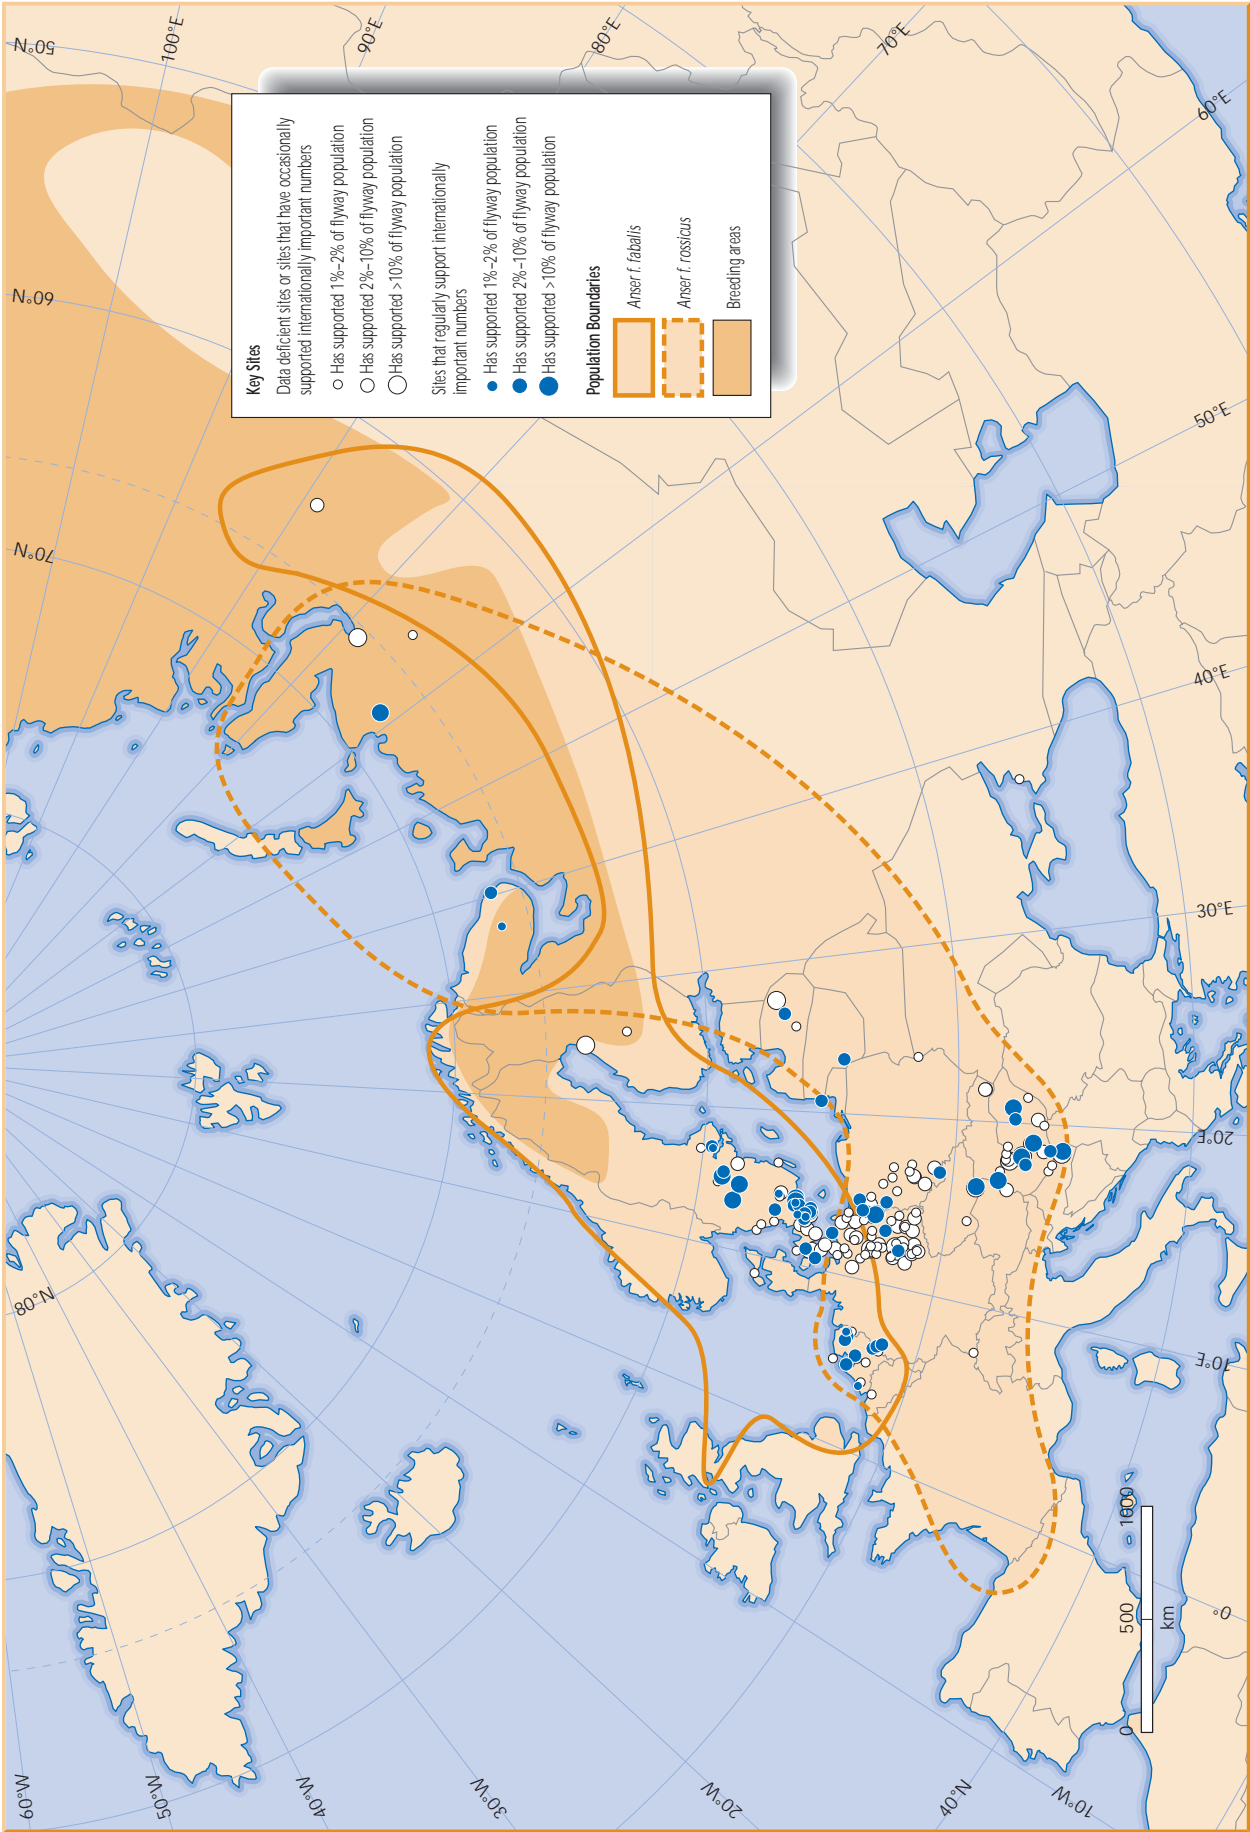 Key Sites
Data deficient sites or sites that have occasionally
supported internationally important numbers
Has supported 1%–2% of flyway population
Has supported 2%–10% of flyway population
Has supported >10% of flyway population
Sites that regularly support internationally
important numbers
Has supported 1%–2% of flyway population
Has supported 2%–10% of flyway population
Has supported >10% of flyway population
Population Boundaries
Anser f. fabalis
Anser f. rossicus
Breeding areas
60°W
50°W
40°W
30°W
20°W
40°N
10°W
0°
10°E
20°E
30°E
40°E
50°E
60°E
70°E
80°E
90°E
100°E
50°N
60°N
70°N
80°N
0
500
1000
km